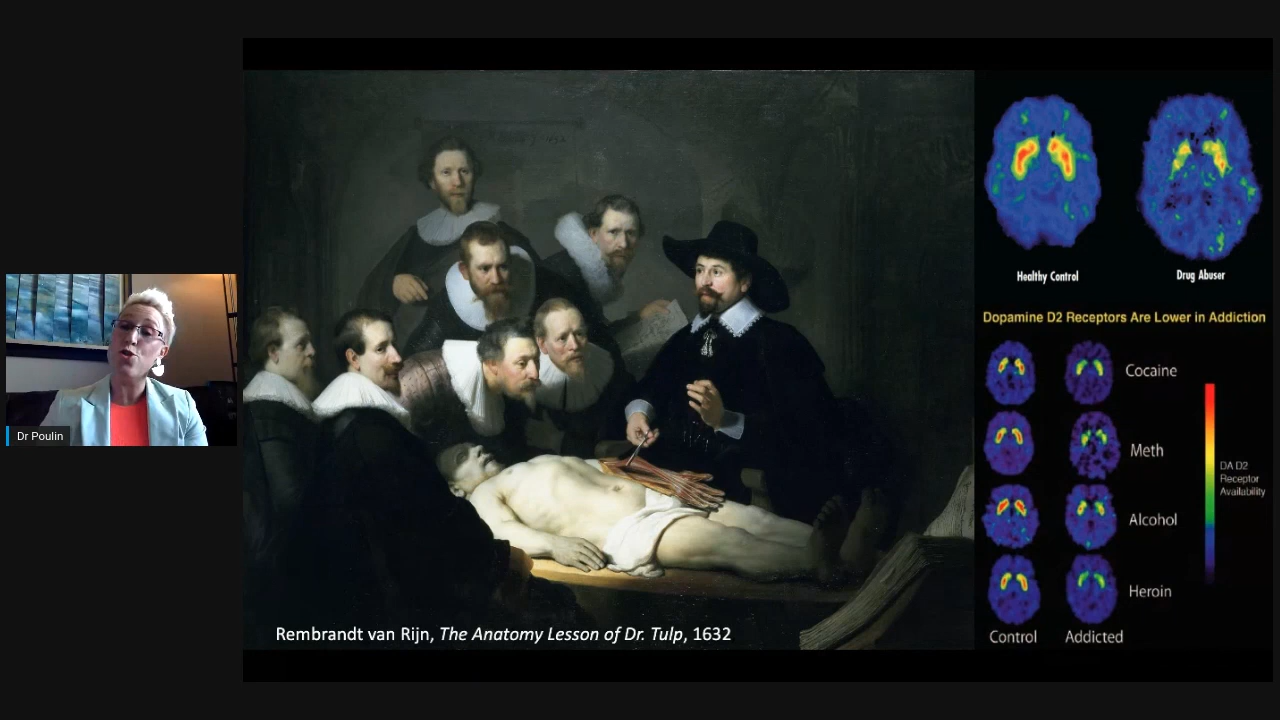 Dr Poulin
Rembrandt van Rijn, The Anatomy Lesson of Dr. Tulp, 1632
Healthy Control
Drug Abuser
Dopamine D2 Receptors Are Lower in Addiction
Cocaine
Meth
Alcohol
Heroin
Control
Addicted
DA D2
Receptor
Availability